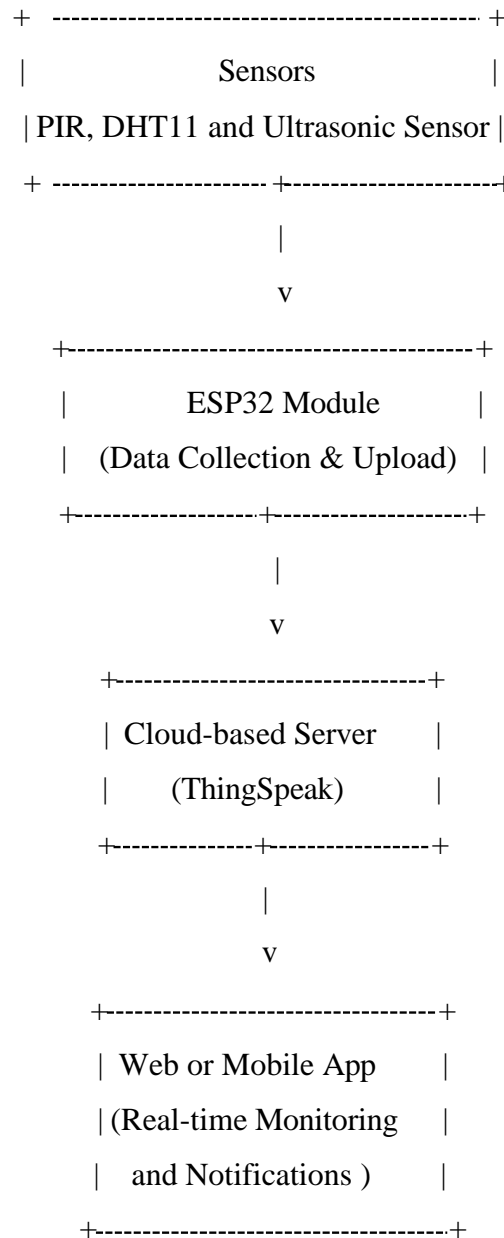 + ------------------------------------------ +
| Sensors |
| PIR, DHT11 and Ultrasonic Sensor |
+ --------------------- +---------------------+
|
v
+----------------------------------------+
| ESP32 Module |
| (Data Collection & Upload) |
+------------------+--------------------+
|
v
+-------------------------------+
| Cloud-based Server |
| (ThingSpeak) |
+--------------+----------------+
|
v
+---------------------------------+
| Web or Mobile App |
| (Real-time Monitoring |
| and Notifications ) |
+-----------------------------------+